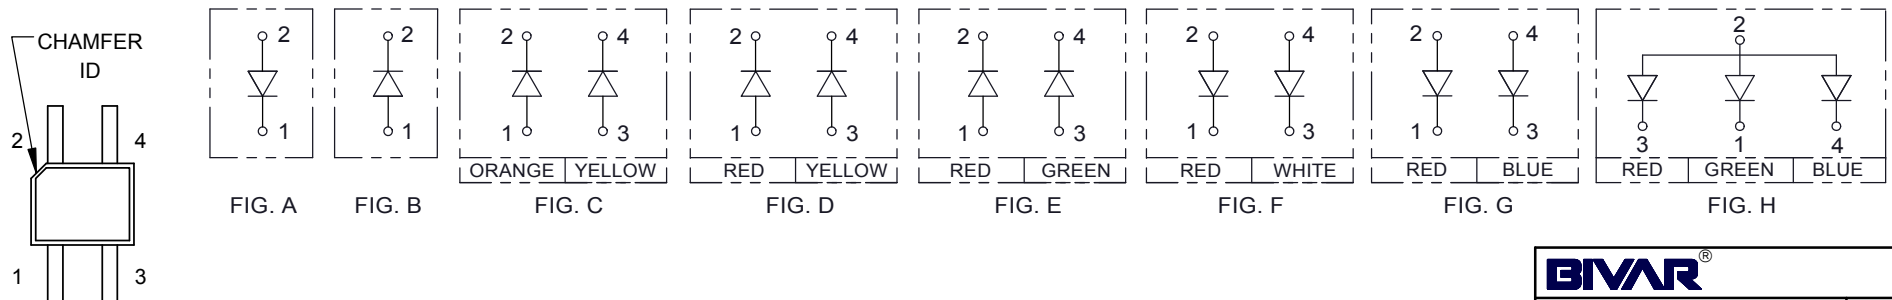 CHAMFER
ID
2 4
1 3
2
1
FIG. A
2
1
FIG. B
2 4
1 3
ORANGE YELLOW
FIG. C
2 4
1 3
RED YELLOW
FIG. D
2 4
1 3
RED GREEN
FIG. E
2 4
1 3
RED WHITE
FIG. F
2 4
1 3
RED BLUE
FIG. G
2
3 1 4
RED GREEN BLUE
FIG. H
BIVAR®